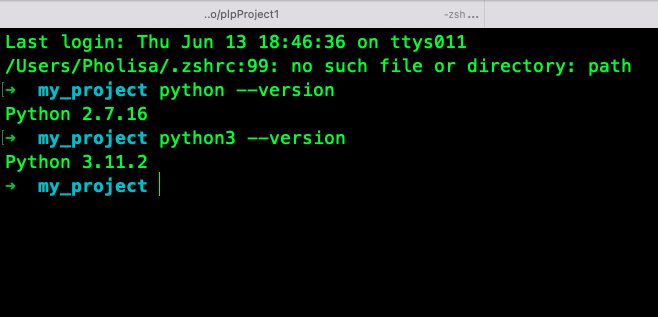 ..o/plpProject1
-zsh ...
Last login: Thu Jun 13 18:46:36 on ttys011
/Users/Pholisa/.zshrc:99: no such file or directory: path
[➜  my_project python --version
Python 2.7.16
[➜  my_project python3 --version
Python 3.11.2
➜  my_project